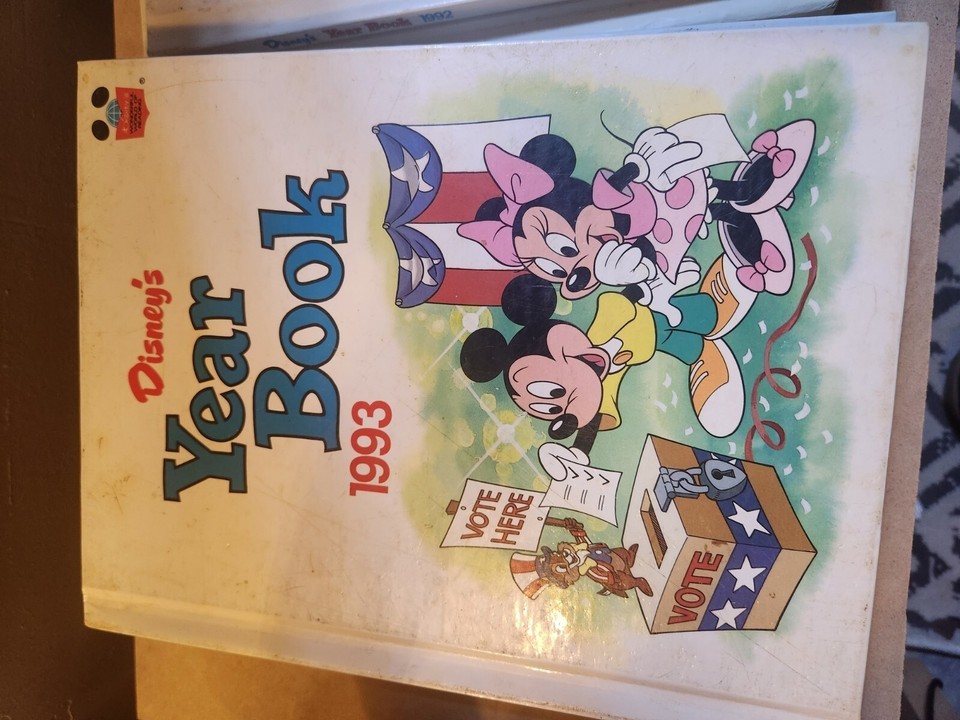 Disney's Year Book 1992
Disney's
Year
Book
1993
VOTE
HERE
VOTE